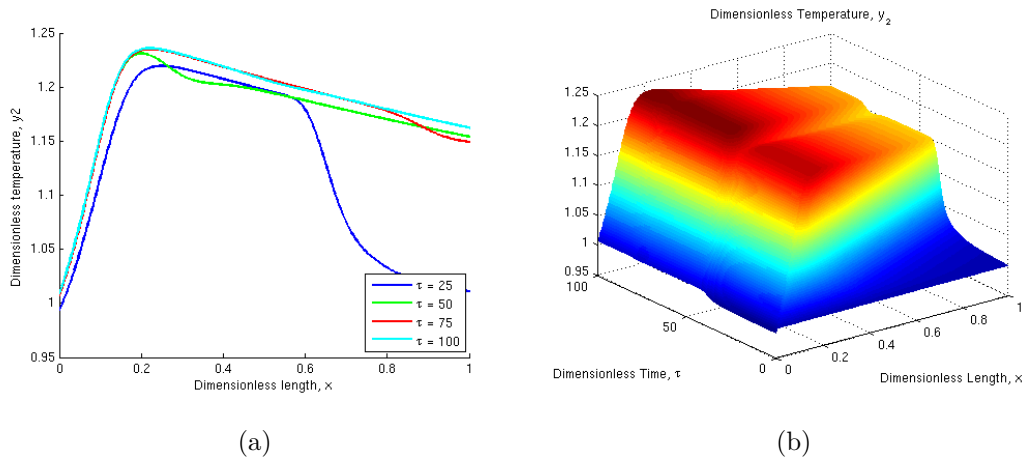 1.25
1.2
1.15
1.1
1.05
1
0.95
Dimensionless temperature, y2
0
0.2
0.4
0.6
0.8
1
Dimensionless length, x
τ = 25
τ = 50
τ = 75
τ = 100
(a)
Dimensionless Temperature, y2
1.25
1.2
1.15
1.1
1.05
1
0.95
100
50
0
Dimensionless Time, τ
0
0.2
0.4
0.6
0.8
1
Dimensionless Length, x
(b)